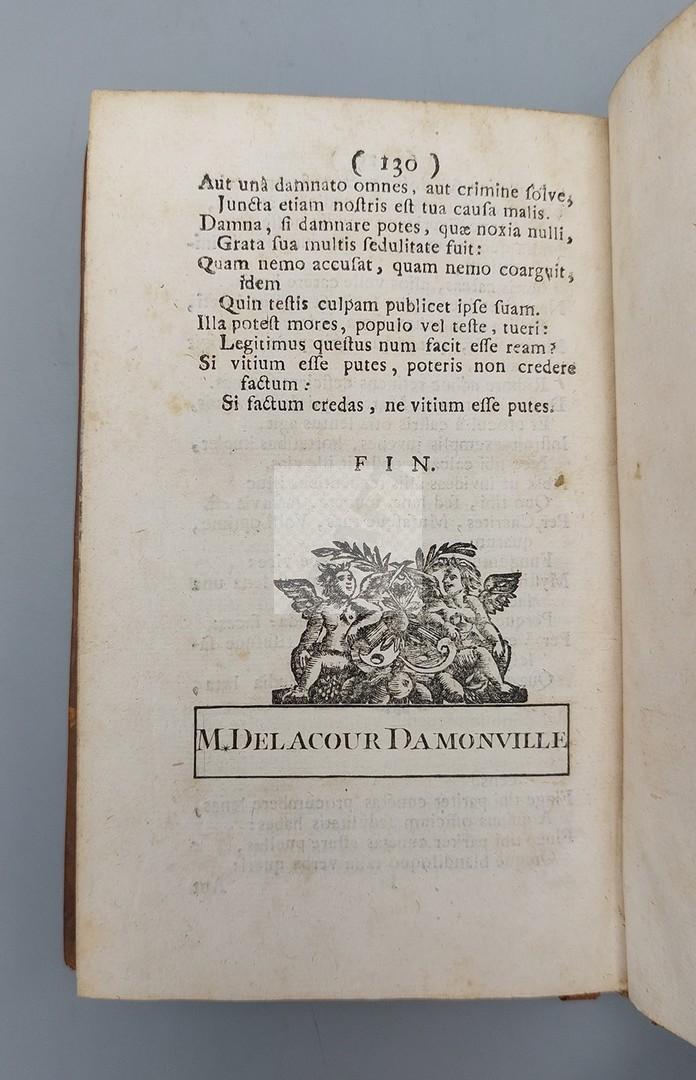 ( 130 )
Aut unâ damnato omnes, aut crimine ſolve,
Juncta etiam noſtris eſt tua cauſa malis.
Damna, ſi damnare potes, quæ noxia nulli,
Grata ſua multis ſedulitate fuit:
Quam nemo accuſat, quam nemo coarguit,
idem
Quin teſtis culpam publicet ipſe ſuam.
Illa poteſt mores, populo vel teſte, tueri:
Legitimus queſtus num facit eſſe ream?
Si vitium eſſe putes, poteris non credere
factum:
Si factum credas, ne vitium eſſe putes.
FIN.
M. DELACOUR DAMONVILLE